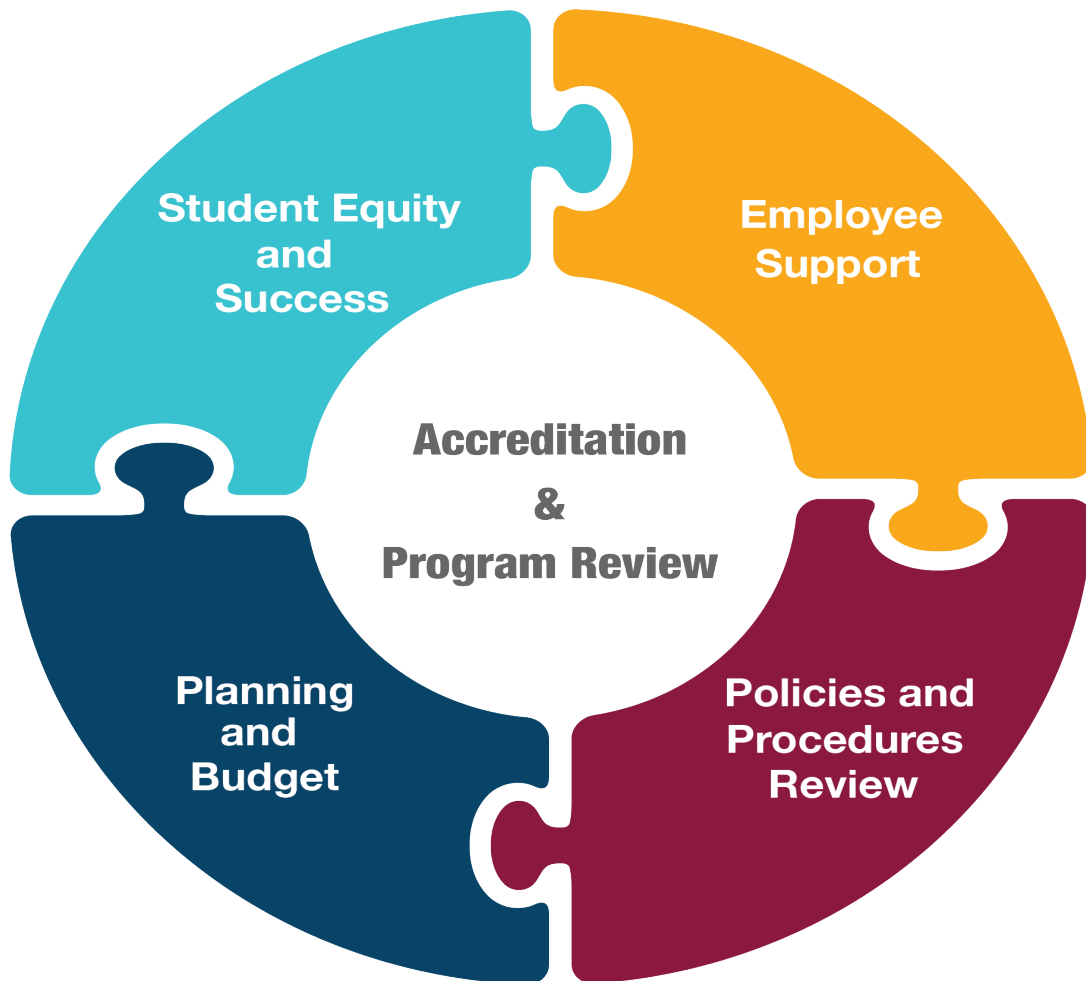 Student Equity
and
Success
Employee
Support
Accreditation
&
Program Review
Planning
and
Budget
Policies and
Procedures
Review